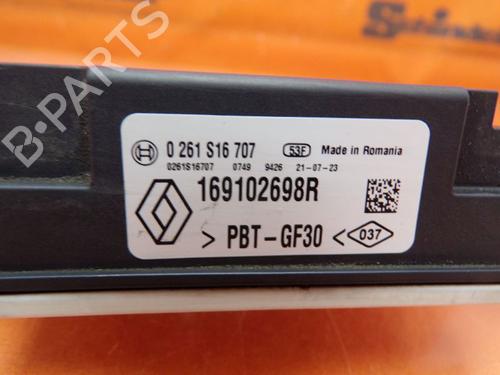 B-PARTS
0 261 S16 707 53F Made in Romania
0261S16707 0749 9426 21-07-23
169102698R
> PBT-GF30 < 037